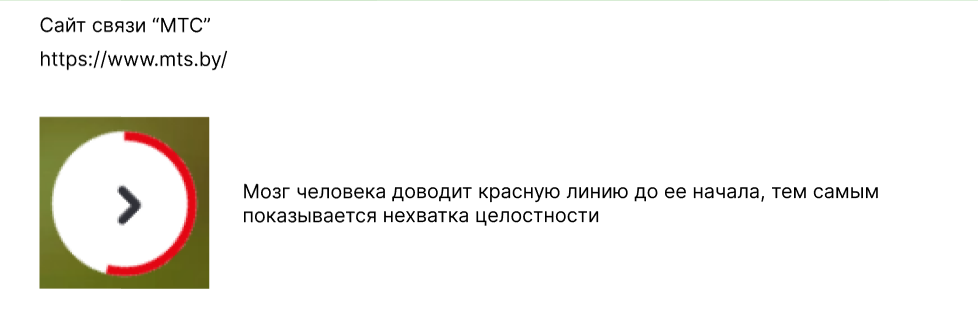 Сайт связи “МТС”
https://www.mts.by/
Мозг человека доводит красную линию до ее начала, тем самым
показывается нехватка целостности